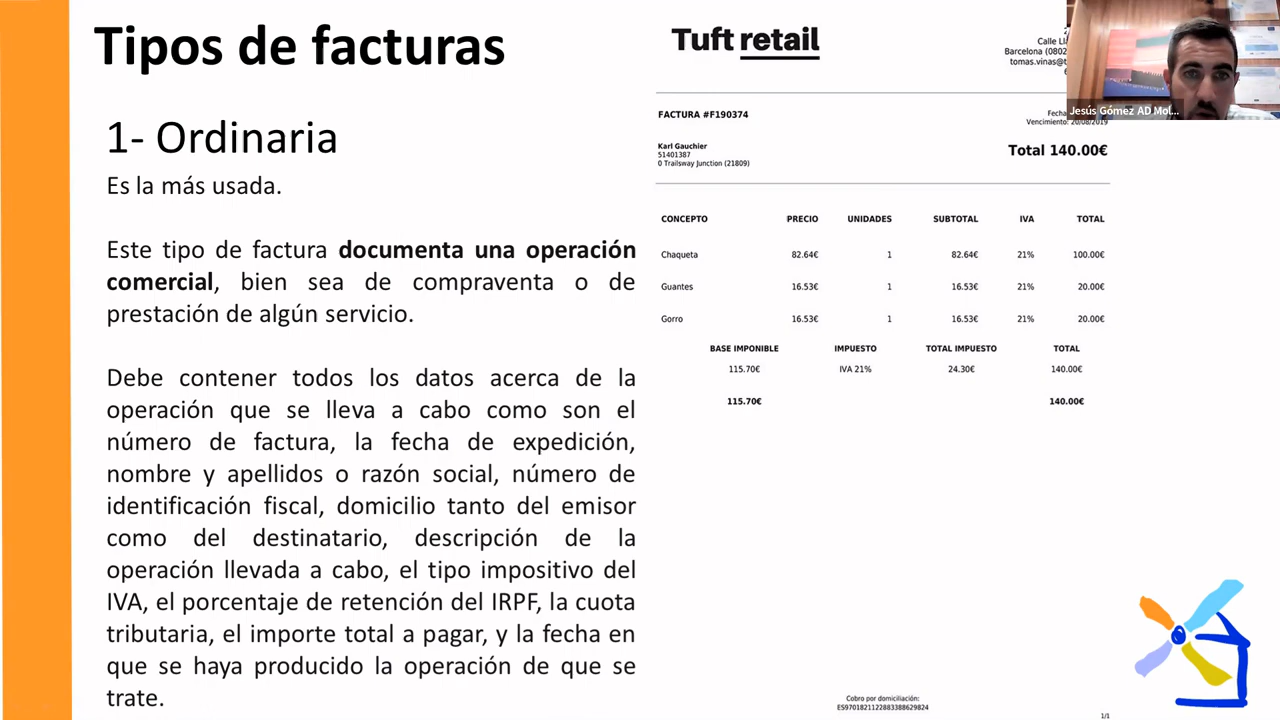 Tipos de facturas
1- Ordinaria
Es la más usada.
Este tipo de factura documenta una operación
comercial, bien sea de compraventa o de
prestación de algún servicio.
Debe contener todos los datos acerca de la
operación que se lleva a cabo como son el
número de factura, la fecha de expedición,
nombre y apellidos o razón social, número de
identificación fiscal, domicilio tanto del emisor
como del destinatario, descripción de la
operación llevada a cabo, el tipo impositivo del
IVA, el porcentaje de retención del IRPF, la cuota
tributaria, el importe total a pagar, y la fecha en
que se haya producido la operación de que se
trate.
Tuft retail
Calle
Barcelona (0802
tomas.vinas@t
Jesús Gómez AD Mol...
FACTURA #F190374
Fecha
Vencimiento: 20/08/2019
Karl Gauchier
51401387
0 Trailsway Junction (21809)
Total 140.00€
CONCEPTO PRECIO UNIDADES SUBTOTAL IVA TOTAL
Chaqueta 82.64€ 1 82.64€ 21% 100.00€
Guantes 16.53€ 1 16.53€ 21% 20.00€
Gorro 16.53€ 1 16.53€ 21% 20.00€
BASE IMPONIBLE IMPUESTO TOTAL IMPUESTO TOTAL
115.70€ IVA 21% 24.30€ 140.00€
115.70€ 140.00€
Cobro por domiciliación:
ES9701821122883388629824
1/1